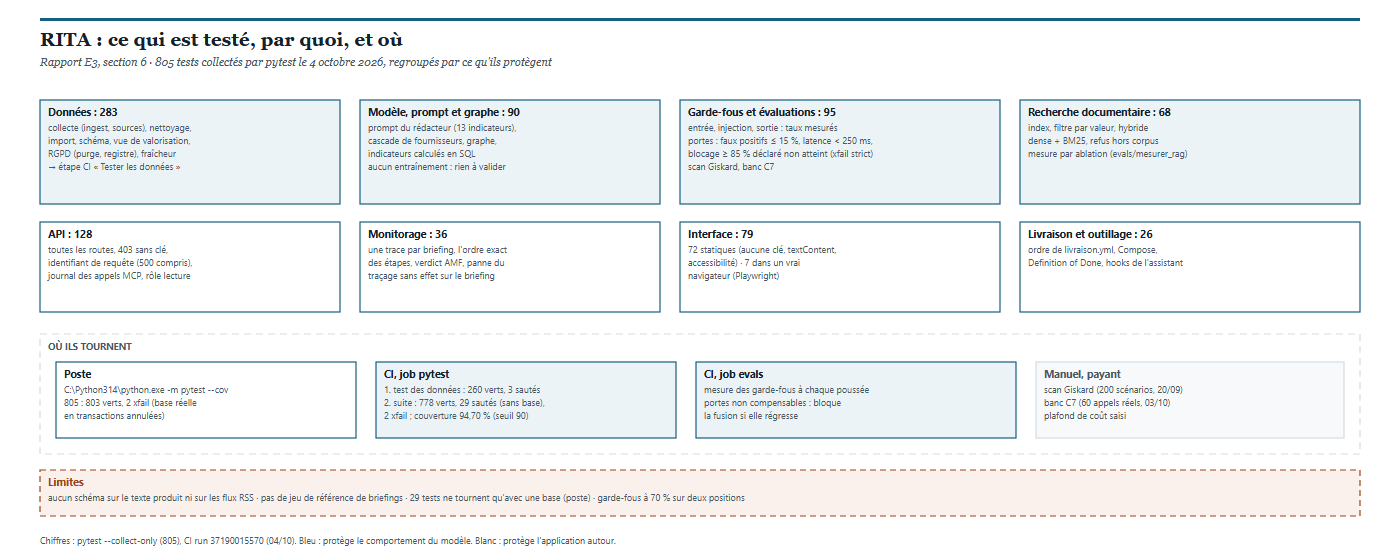 RITA : ce qui est testé, par quoi, et où
Rapport E3, section 6 · 805 tests collectés par pytest le 4 octobre 2026, regroupés par ce qu'ils protègent
Données : 283
collecte (ingest, sources), nettoyage,
import, schéma, vue de valorisation,
RGPD (purge, registre), fraîcheur
→ étape CI « Tester les données »
Modèle, prompt et graphe : 90
prompt du rédacteur (13 indicateurs),
cascade de fournisseurs, graphe,
indicateurs calculés en SQL
aucun entraînement : rien à valider
Garde-fous et évaluations : 95
entrée, injection, sortie : taux mesurés
portes : faux positifs ≤ 15 %, latence < 250 ms,
blocage ≥ 85 % déclaré non atteint (xfail strict)
scan Giskard, banc C7
Recherche documentaire : 68
index, filtre par valeur, hybride
dense + BM25, refus hors corpus
mesure par ablation (evals/mesurer_rag)
API : 128
toutes les routes, 403 sans clé,
identifiant de requête (500 compris),
journal des appels MCP, rôle lecture
Monitorage : 36
une trace par briefing, l'ordre exact
des étapes, verdict AMF, panne du
traçage sans effet sur le briefing
Interface : 79
72 statiques (aucune clé, textContent,
accessibilité) · 7 dans un vrai
navigateur (Playwright)
Livraison et outillage : 26
ordre de livraison.yml, Compose,
Definition of Done, hooks de l'assistant
OÙ ILS TOURNENT
Poste
C:\Python314\python.exe -m pytest --cov
805 : 803 verts, 2 xfail (base réelle
en transactions annulées)
CI, job pytest
1. test des données : 260 verts, 3 sautés
2. suite : 778 verts, 29 sautés (sans base),
2 xfail ; couverture 94,70 % (seuil 90)
CI, job evals
mesure des garde-fous à chaque poussée
portes non compensables : bloque
la fusion si elle régresse
Manuel, payant
scan Giskard (200 scénarios, 20/09)
banc C7 (60 appels réels, 03/10)
plafond de coût saisi
Limites
aucun schéma sur le texte produit ni sur les flux RSS · pas de jeu de référence de briefings · 29 tests ne tournent qu'avec une base (poste) · garde-fous à 70 % sur deux positions
Chiffres : pytest --collect-only (805), CI run 37190015570 (04/10). Bleu : protège le comportement du modèle. Blanc : protège l'application autour.